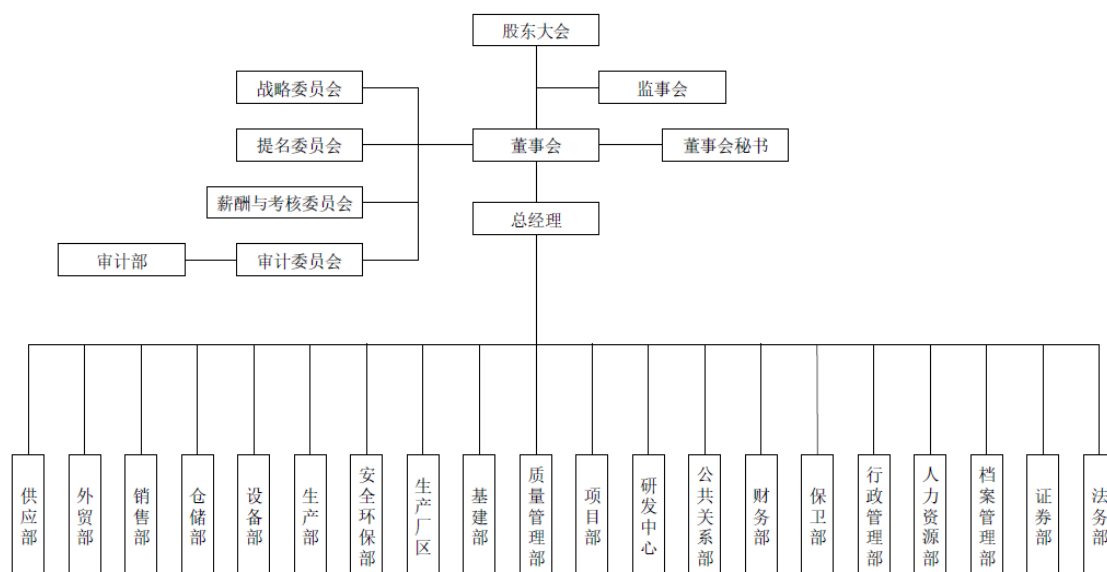 股东大会
战略委员会
监事会
提名委员会
董事会
董事会秘书
薪酬与考核委员会
总经理
审计部
审计委员会
供应部
外贸部
销售部
仓储部
设备部
生产部
安全环保部
生产厂区
基建部
质量管理部
项目部
研发中心
公共关系部
财务部
保卫部
行政管理部
人力资源部
档案管理部
证券部
法务部